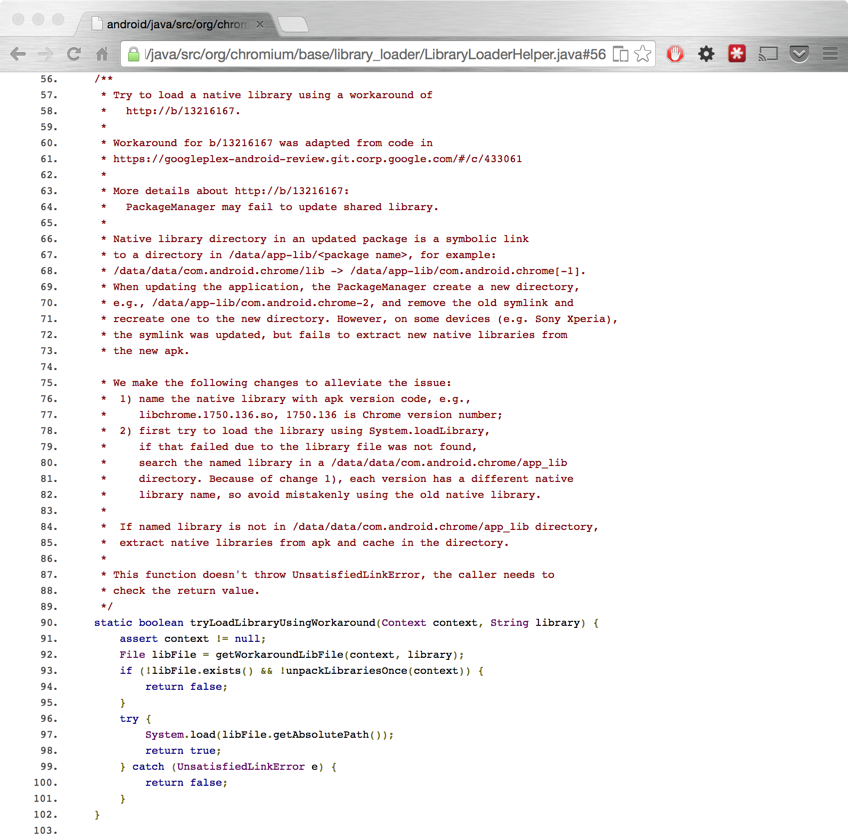 android/java/src/org/chrom
/java/src/org/chromium/base/library_loader/LibraryLoaderHelper.java#56
56. /**
57. * Try to load a native library using a workaround of
58. * http://b/13216167.
59. *
60. * Workaround for b/13216167 was adapted from code in
61. * https://googleplex-android-review.git.corp.google.com/#/c/433061
62. *
63. * More details about http://b/13216167:
64. * PackageManager may fail to update shared library.
65. *
66. * Native library directory in an updated package is a symbolic link
67. * to a directory in /data/app-lib/<package name>, for example:
68. * /data/data/com.android.chrome/lib -> /data/app-lib/com.android.chrome[-1].
69. * When updating the application, the PackageManager create a new directory,
70. * e.g., /data/app-lib/com.android.chrome-2, and remove the old symlink and
71. * recreate one to the new directory. However, on some devices (e.g. Sony Xperia),
72. * the symlink was updated, but fails to extract new native libraries from
73. * the new apk.
74.
75. * We make the following changes to alleviate the issue:
76. * 1) name the native library with apk version code, e.g.,
77. * libchrome.1750.136.so, 1750.136 is Chrome version number;
78. * 2) first try to load the library using System.loadLibrary,
79. * if that failed due to the library file was not found,
80. * search the named library in a /data/data/com.android.chrome/app_lib
81. * directory. Because of change 1), each version has a different native
82. * library name, so avoid mistakenly using the old native library.
83. *
84. * If named library is not in /data/data/com.android.chrome/app_lib directory,
85. * extract native libraries from apk and cache in the directory.
86. *
87. * This function doesn't throw UnsatisfiedLinkError, the caller needs to
88. * check the return value.
89. */
90. static boolean tryLoadLibraryUsingWorkaround(Context context, String library) {
91. assert context != null;
92. File libFile = getWorkaroundLibFile(context, library);
93. if (!libFile.exists() && !unpackLibrariesOnce(context)) {
94. return false;
95. }
96. try {
97. System.load(libFile.getAbsolutePath());
98. return true;
99. } catch (UnsatisfiedLinkError e) {
100. return false;
101. }
102. }
103.